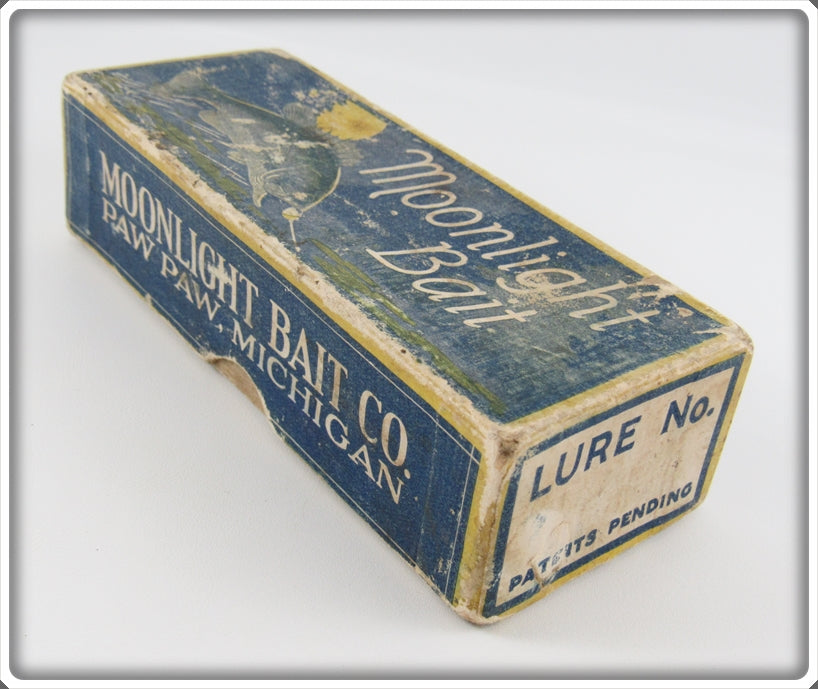 Moonlight
Bait
MOONLIGHT BAIT CO.
PAW PAW, MICHIGAN
LURE No.
PATENTS PENDING